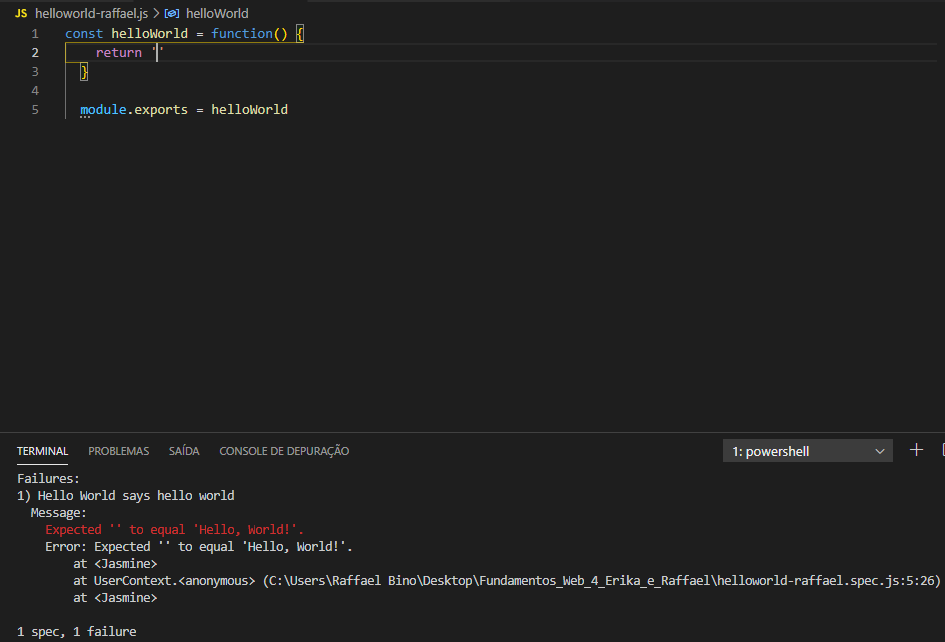 JS helloworld-raffael.js > helloWorld
1 const helloWorld = function() {
2 return ''
3 }
4
5 module.exports = helloWorld
TERMINAL PROBLEMAS SAÍDA CONSOLE DE DEPURAÇÃO 1: powershell
Failures:
1) Hello World says hello world
Message:
Expected '' to equal 'Hello, World!'.
Error: Expected '' to equal 'Hello, World!'.
at <Jasmine>
at UserContext.<anonymous> (C:\Users\Raffael Bino\Desktop\Fundamentos_Web_4_Erika_e_Raffael\helloworld-raffael.spec.js:5:26)
at <Jasmine>
1 spec, 1 failure